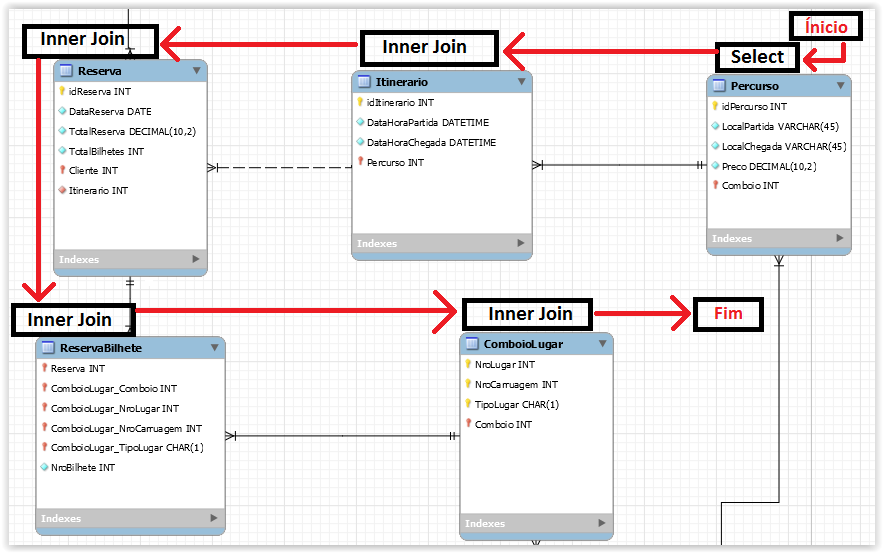 Ínicio
Inner Join
Inner Join
Select
Reserva
idReserva INT
DataReserva DATE
TotalReserva DECIMAL(10,2)
TotalBilhetes INT
Cliente INT
Itinerario INT
Indexes
Itinerario
idItinerario INT
DataHoraPartida DATETIME
DataHoraChegada DATETIME
Percurso INT
Indexes
Percurso
idPercurso INT
LocalPartida VARCHAR(45)
LocalChegada VARCHAR(45)
Preco DECIMAL(10,2)
Comboio INT
Indexes
Inner Join
Inner Join
Fim
ReservaBilhete
Reserva INT
ComboioLugar_Comboio INT
ComboioLugar_NroLugar INT
ComboioLugar_NroCarruagem INT
ComboioLugar_TipoLugar CHAR(1)
NroBilhete INT
Indexes
ComboioLugar
NroLugar INT
NroCarruagem INT
TipoLugar CHAR(1)
Comboio INT
Indexes